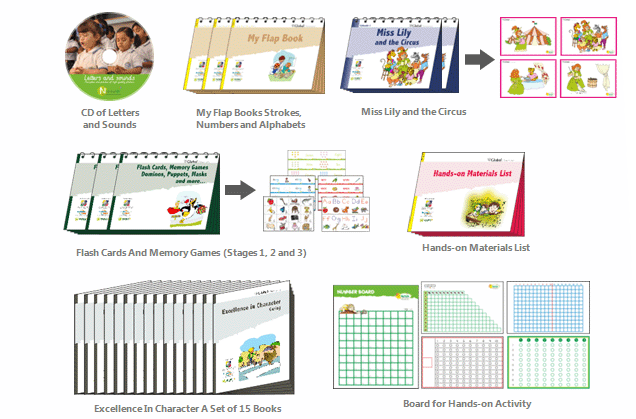 Letters and sounds
My Flap Book
Miss Lily
and the Circus
CD of Letters
and Sounds
My Flap Books Strokes,
Numbers and Alphabets
Miss Lily and the Circus
Flash Cards, Memory Games
Dominos, Puppets, Masks
and more...
Hands-on Materials List
Flash Cards And Memory Games (Stages 1, 2 and 3)
Hands-on Materials List
Excellence in Character
Caring
NUMBER BOARD
Excellence In Character A Set of 15 Books
Board for Hands-on Activity